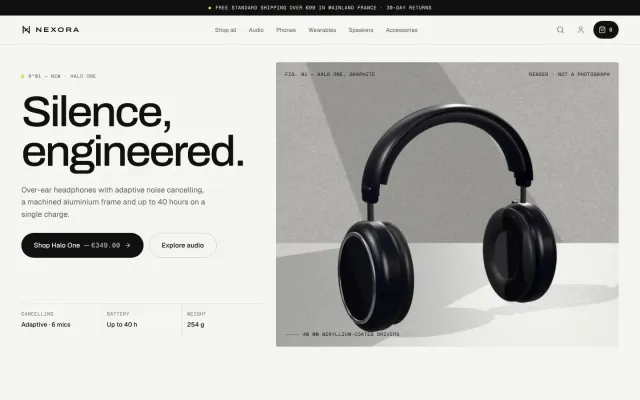 FREE STANDARD SHIPPING OVER €99 IN MAINLAND FRANCE · 30-DAY RETURNS
NEXORA
Shop all
Audio
Phones
Wearables
Speakers
Accessories
0
N°01 — NEW · HALO ONE
Silence,
engineered.
Over-ear headphones with adaptive noise cancelling,
a machined aluminium frame and up to 40 hours on a
single charge.
Shop Halo One — €349.00 →
Explore audio
CANCELLING
Adaptive · 6 mics
BATTERY
Up to 40 h
WEIGHT
254 g
FIG. 01 — HALO ONE, GRAPHITE
RENDER · NOT A PHOTOGRAPH
40 MM BERYLLIUM-COATED DRIVERS